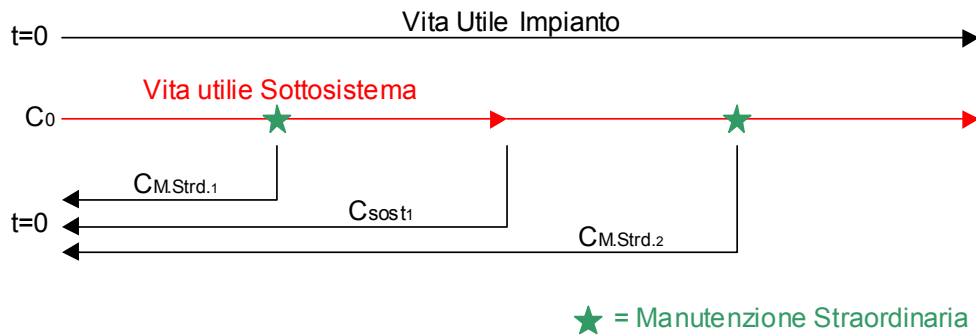 Vita Utile Impianto
t=0
Vita utilie Sottosistema
C0
CM.Strd.1
Csost1
t=0
CM.Strd.2
= Manutenzione Straordinaria